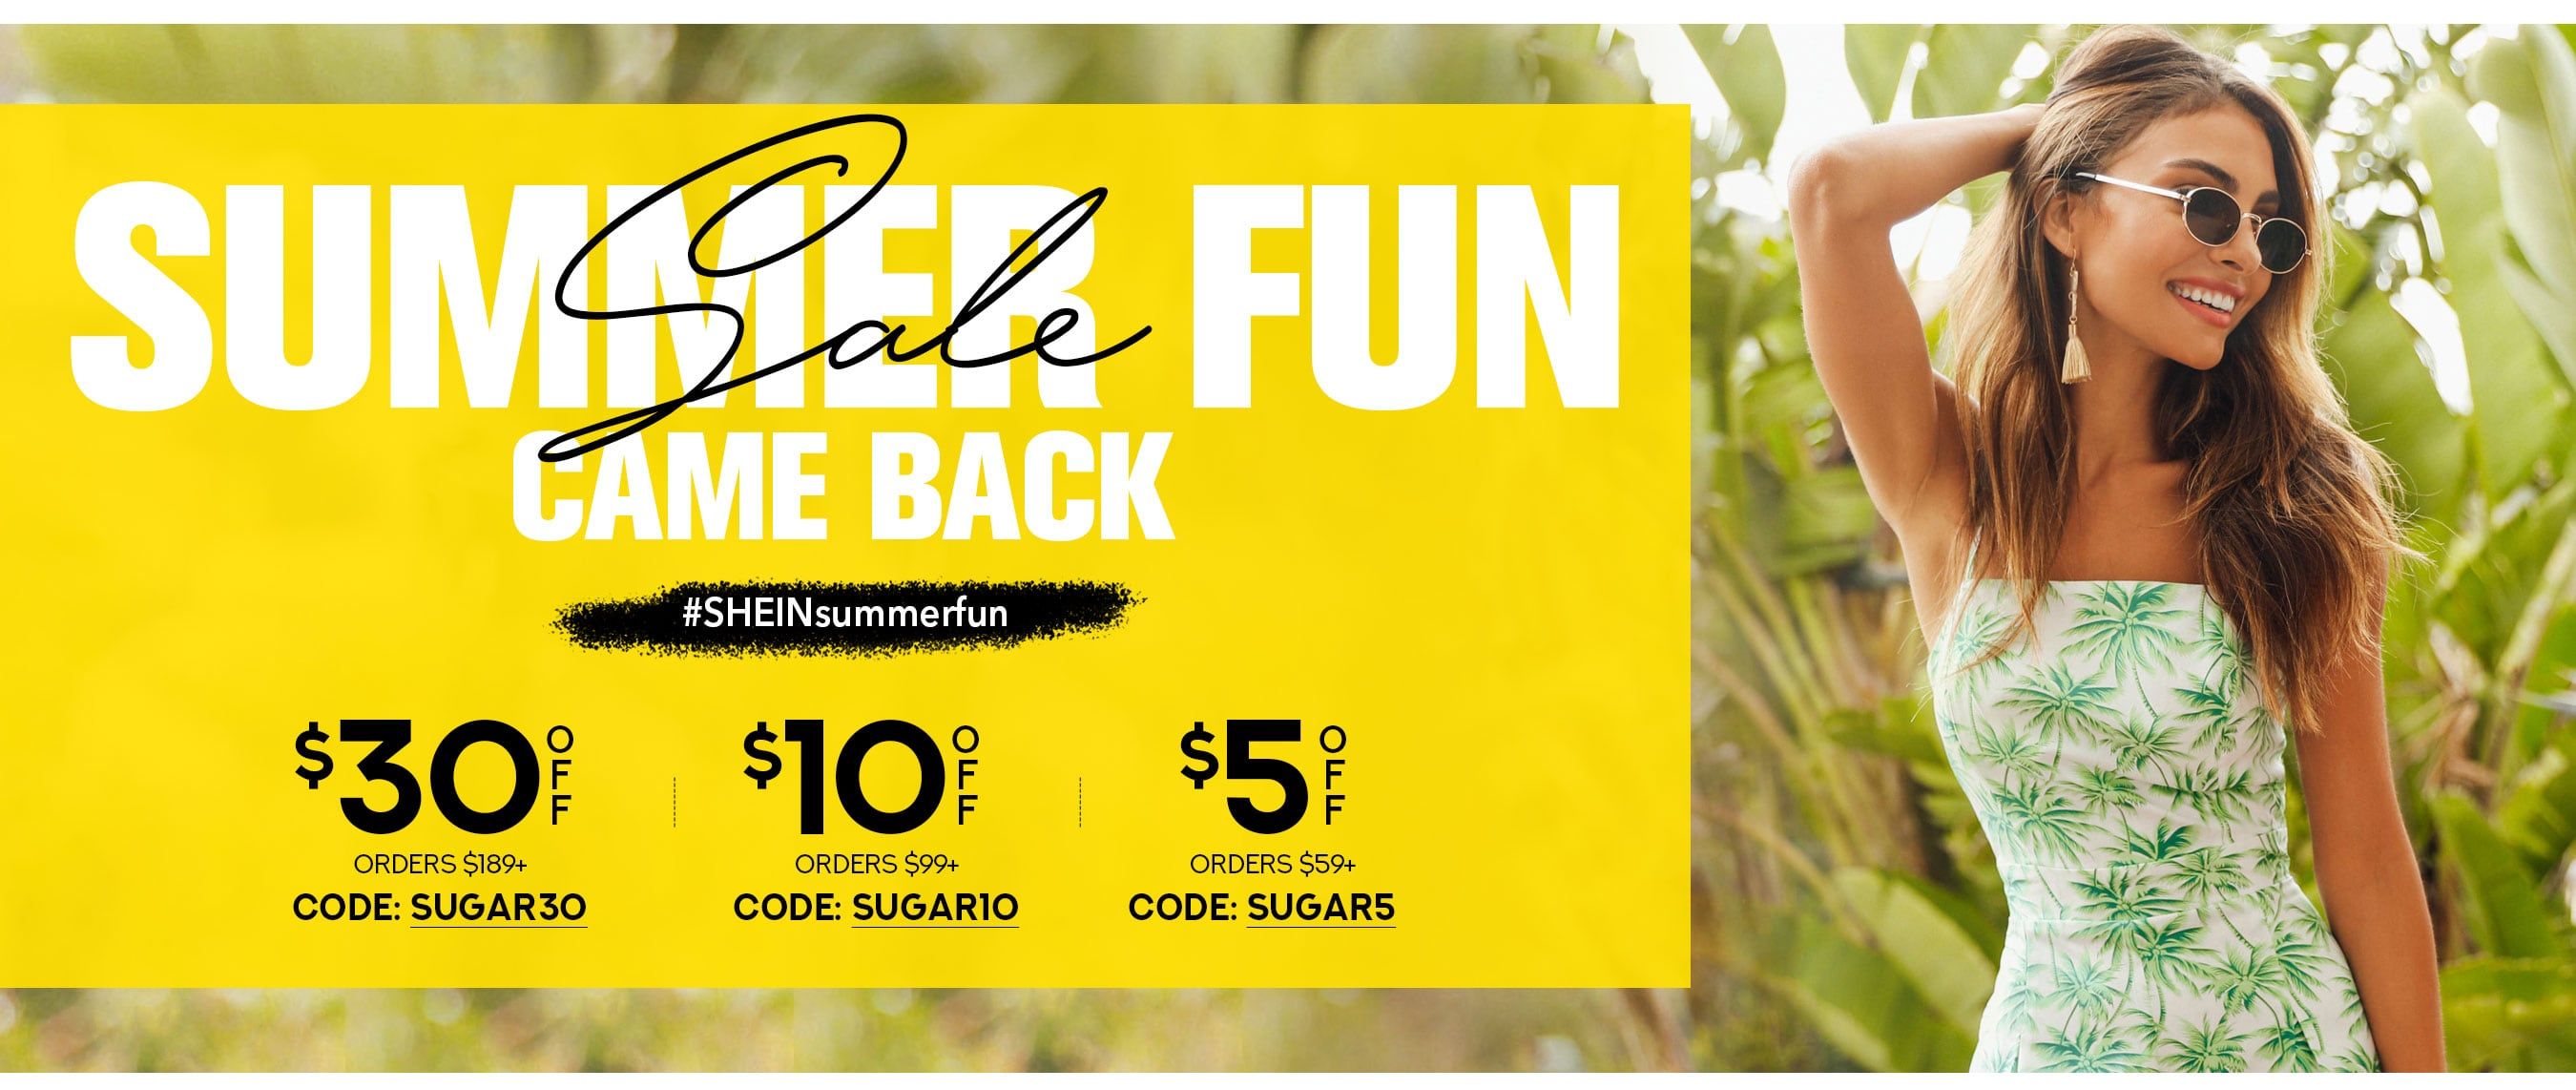 SUMMER FUN
Sale
CAME BACK
#SHEINsummerfun
$30 OFF
ORDERS $189+
CODE: SUGAR30
$10 OFF
ORDERS $99+
CODE: SUGAR10
$5 OFF
ORDERS $59+
CODE: SUGAR5